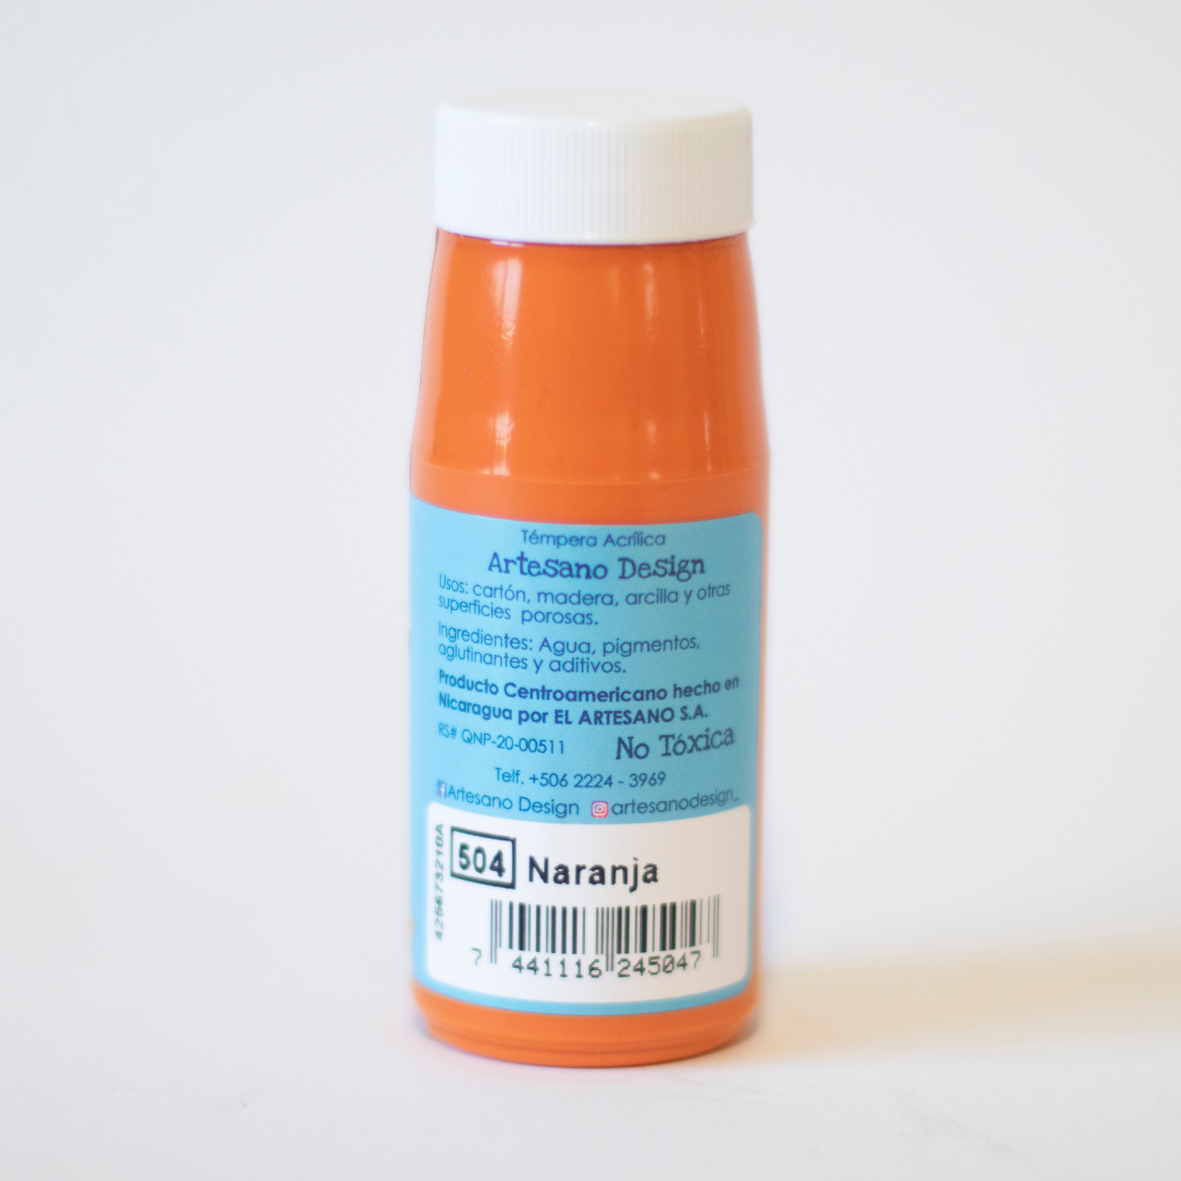 Témpera Acrílica
Artesano Design
Usos: cartón, madera, arcilla y otras
superficies porosas.
Ingredientes: Agua, pigmentos,
aglutinantes y aditivos.
Producto Centroamericano hecho en
Nicaragua por EL ARTESANO S.A.
RS# QNP-20-00511 No Tóxica
Telf. +506 2224 - 3969
Artesano Design artesanodesign_
425673210A
504 Naranja
7 441116 245047